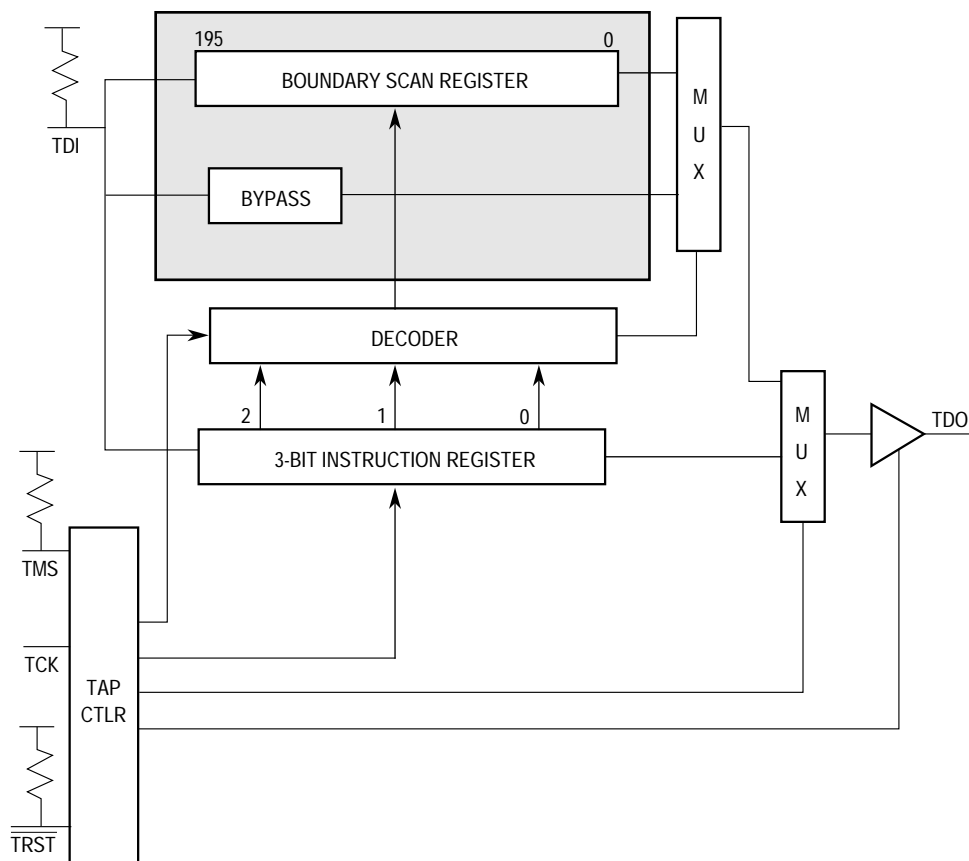 195
0
BOUNDARY SCAN REGISTER
TDI
M
U
X
BYPASS
DECODER
2
1
0
3-BIT INSTRUCTION REGISTER
M
U
X
TDO
TMS
TCK
TAP
CTLR
TRST